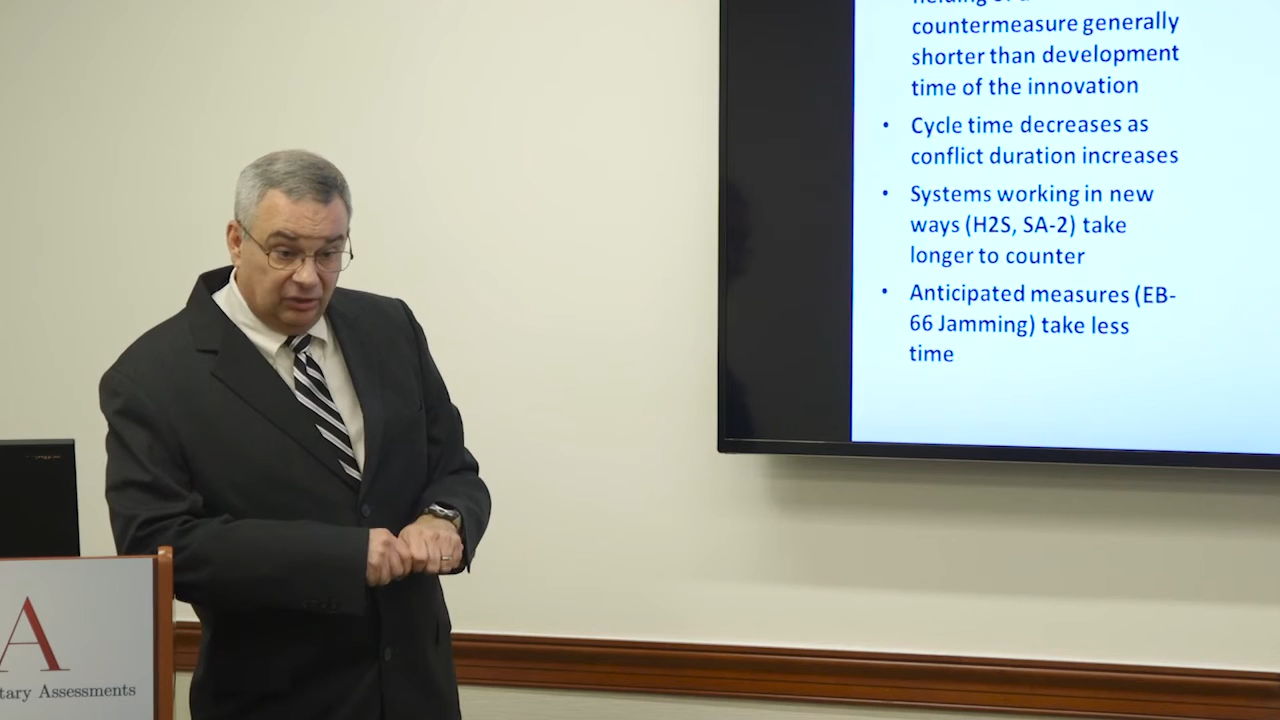 countermeasure generally
shorter than development
time of the innovation
• Cycle time decreases as
conflict duration increases
• Systems working in new
ways (H2S, SA-2) take
longer to counter
• Anticipated measures (EB-
66 Jamming) take less
time
A
tary Assessments